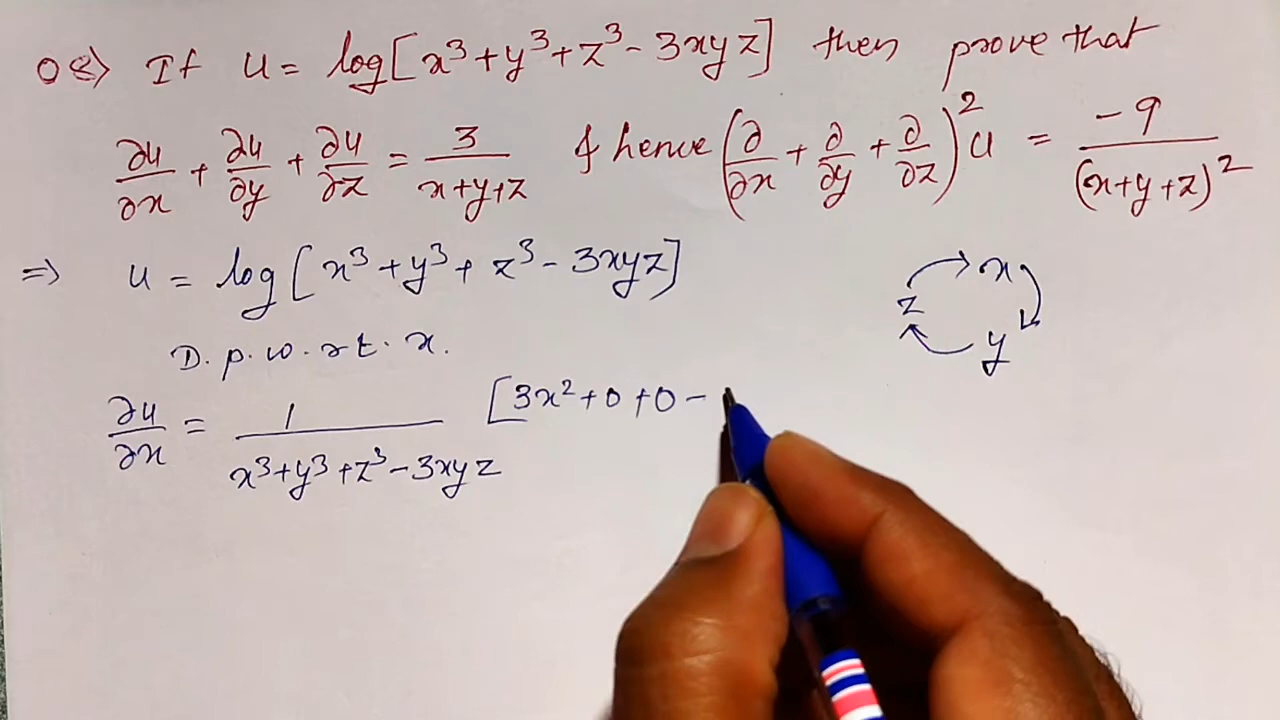 08) If u = log[x³+y³+z³-3xyz] then prove that
∂u/∂x + ∂u/∂y + ∂u/∂z = 3/(x+y+z) & hence (∂/∂x + ∂/∂y + ∂/∂z)² u = -9/(x+y+z)²
⇒ u = log[x³+y³+z³-3xyz]
z x y
D.p.w.r.t. x.
∂u/∂x = 1/(x³+y³+z³-3xyz) [3x²+0+0-